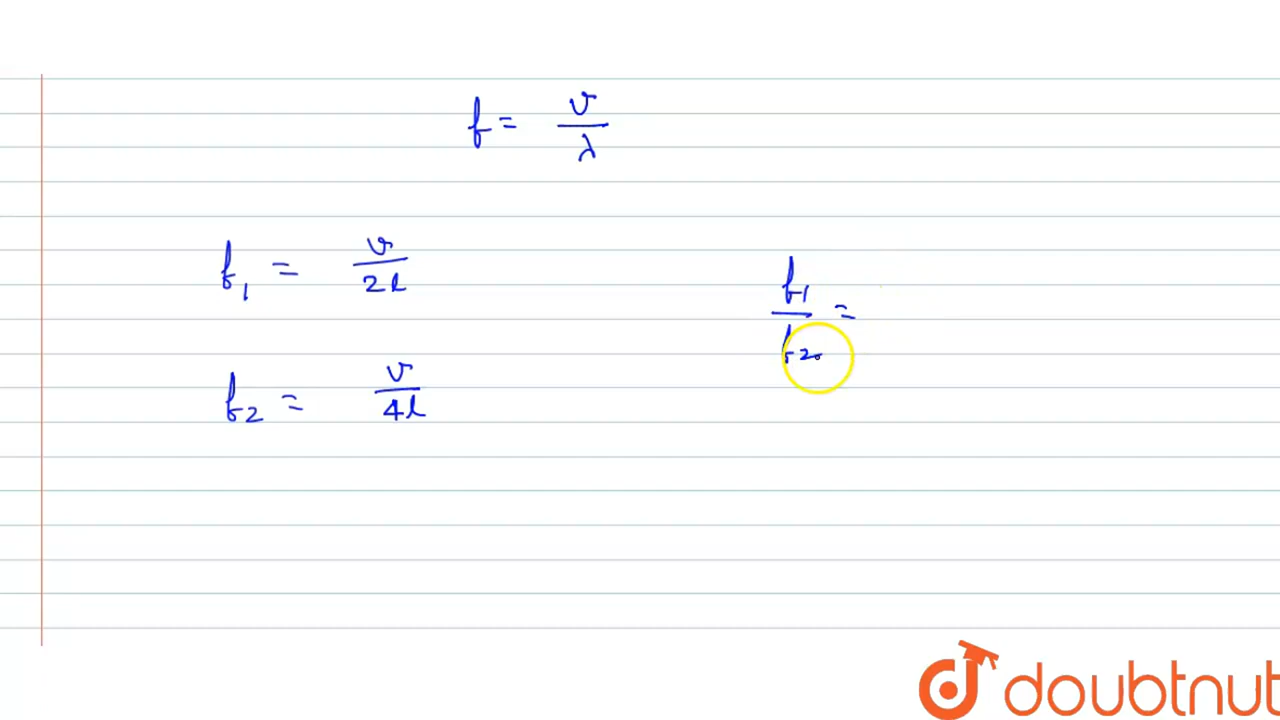 f = v/λ
f₁ = v/2l
f₁/f₂ =
f₂ = v/4l
doubtnut